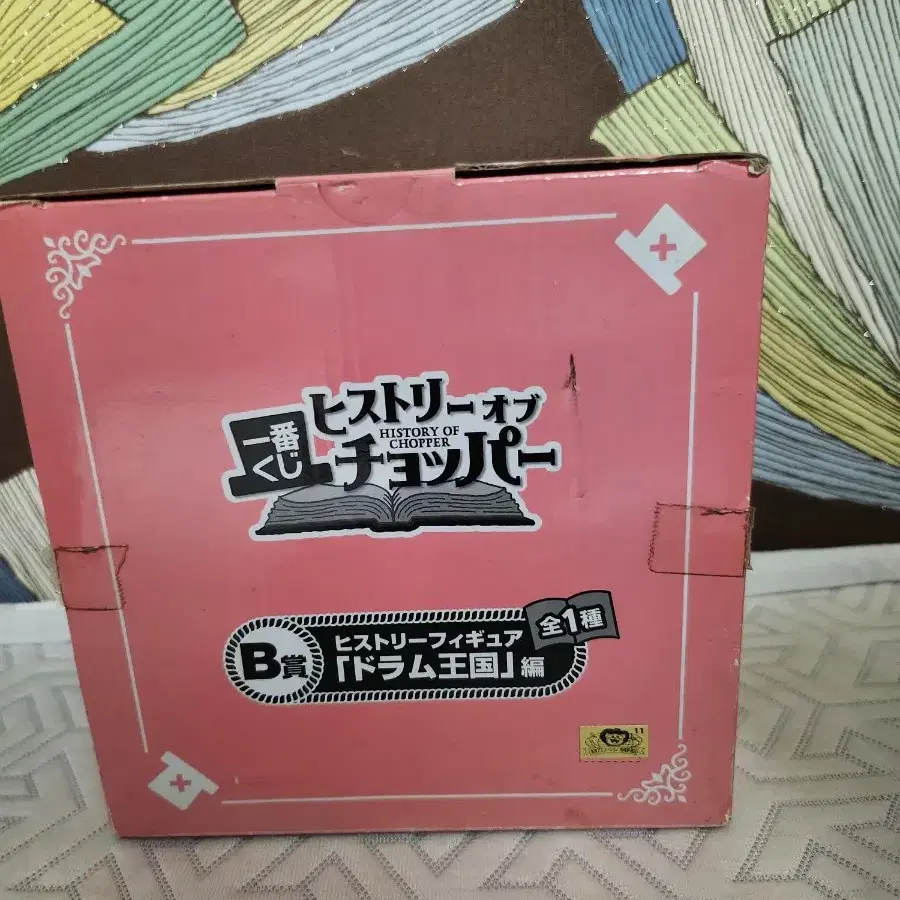 一番
くじ
ヒストリーオブ
HISTORY OF
CHOPPER
チョッパー
B賞
ヒストリーフィギュア
「ドラム王国」編
全1種
11